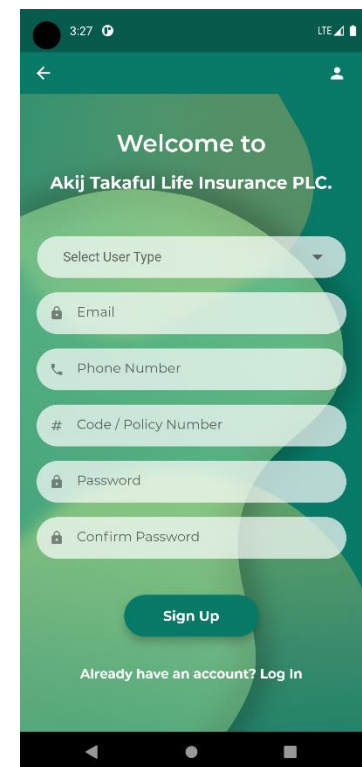 3:27
LTE
Welcome to
Akij Takaful Life Insurance PLC.
Select User Type
Email
Phone Number
# Code / Policy Number
Password
Confirm Password
Sign Up
Already have an account? Log In